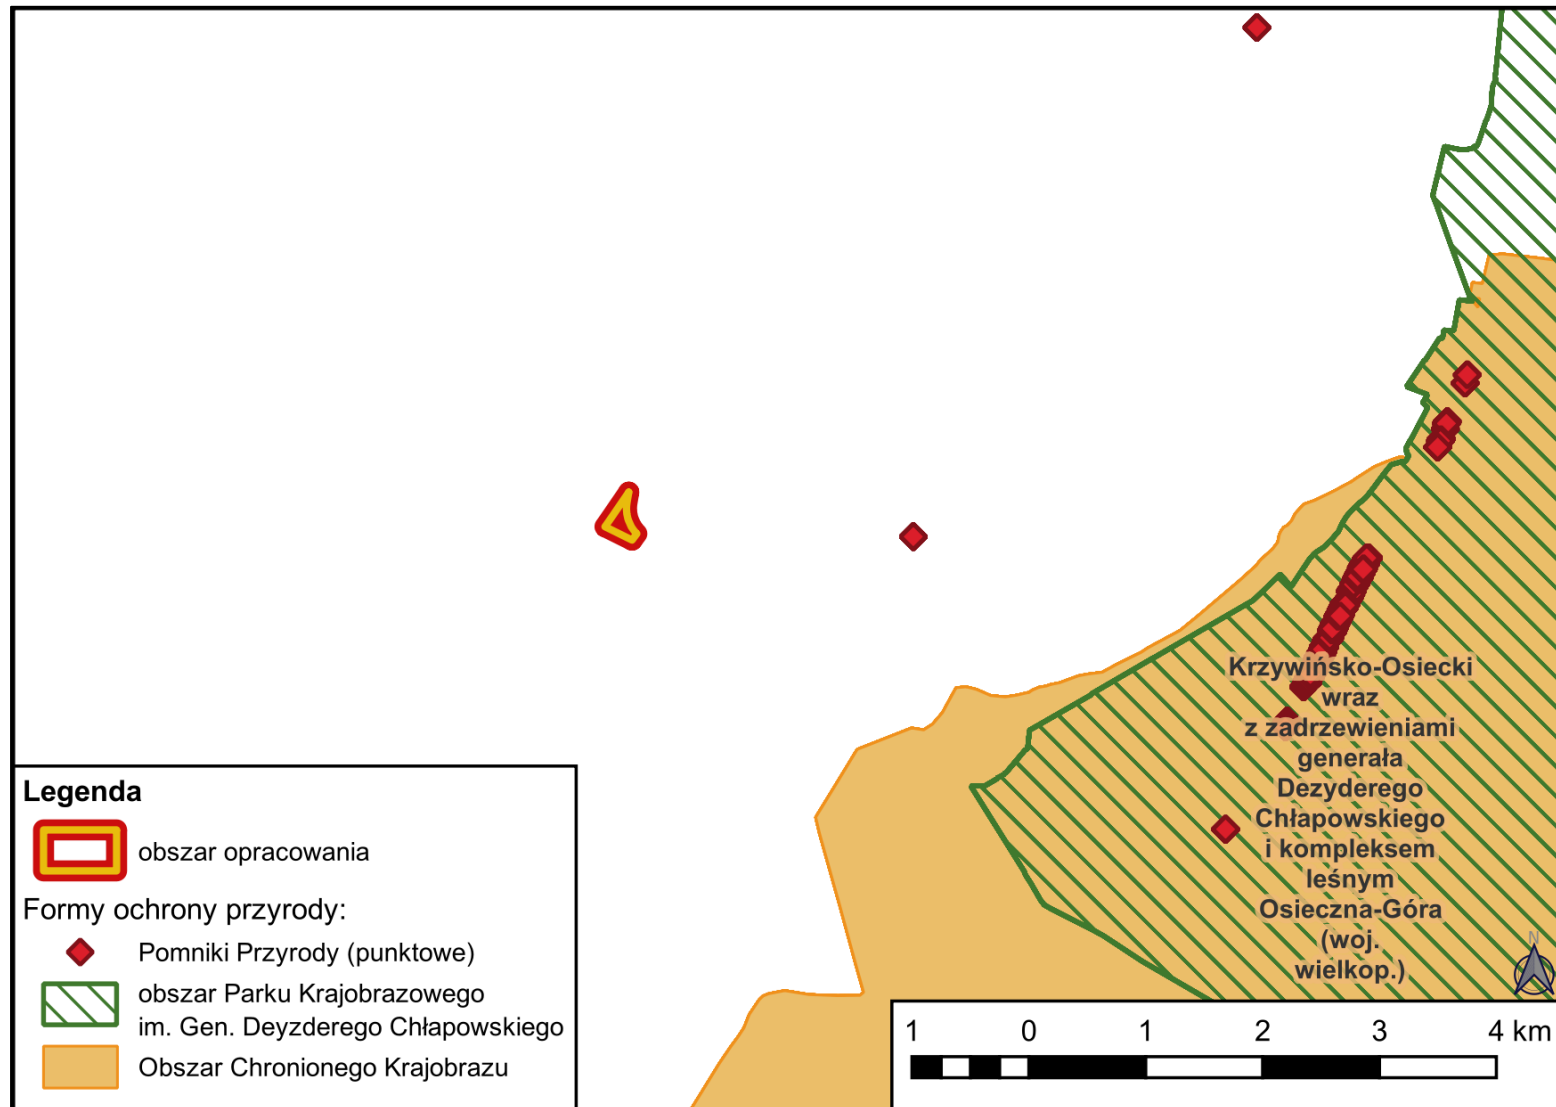 Krzywińsko-Osiecki
wraz
z zadrzewieniami
generała
Dezyderego
Chłapowskiego
i kompleksem
leśnym
Osieczna-Góra
(woj.
wielkop.)
Legenda
obszar opracowania
Formy ochrony przyrody:
Pomniki Przyrody (punktowe)
obszar Parku Krajobrazowego
im. Gen. Deyzderego Chłapowskiego
Obszar Chronionego Krajobrazu
N
1 0 1 2 3 4 km